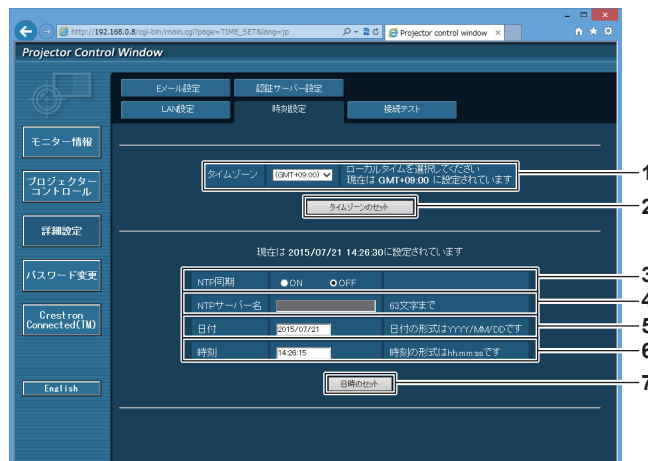 http://192.168.0.8/cgi-bin/main.cgi?page=TIME_SET&lang=jp
Projector control window ×
Projector Control Window
Eメール設定 認証サーバー設定
LAN設定 時刻設定 接続テスト
モニター情報
プロジェクター
コントロール
詳細設定
パスワード変更
Crestron
Connected(TM)
English
タイムゾーン (GMT+09:00) ローカルタイムを選択してください
現在は GMT+09:00 に設定されています
1
タイムゾーンのセット
2
現在は 2015/07/21 14:26:30に設定されています
NTP同期 ON OFF
3
NTPサーバー名 63文字まで
4
日付 2015/07/21 日付の形式はYYYY/MM/DDです
5
時刻 14:26:15 時刻の形式はhh:mm:ssです
6
日時のセット
7